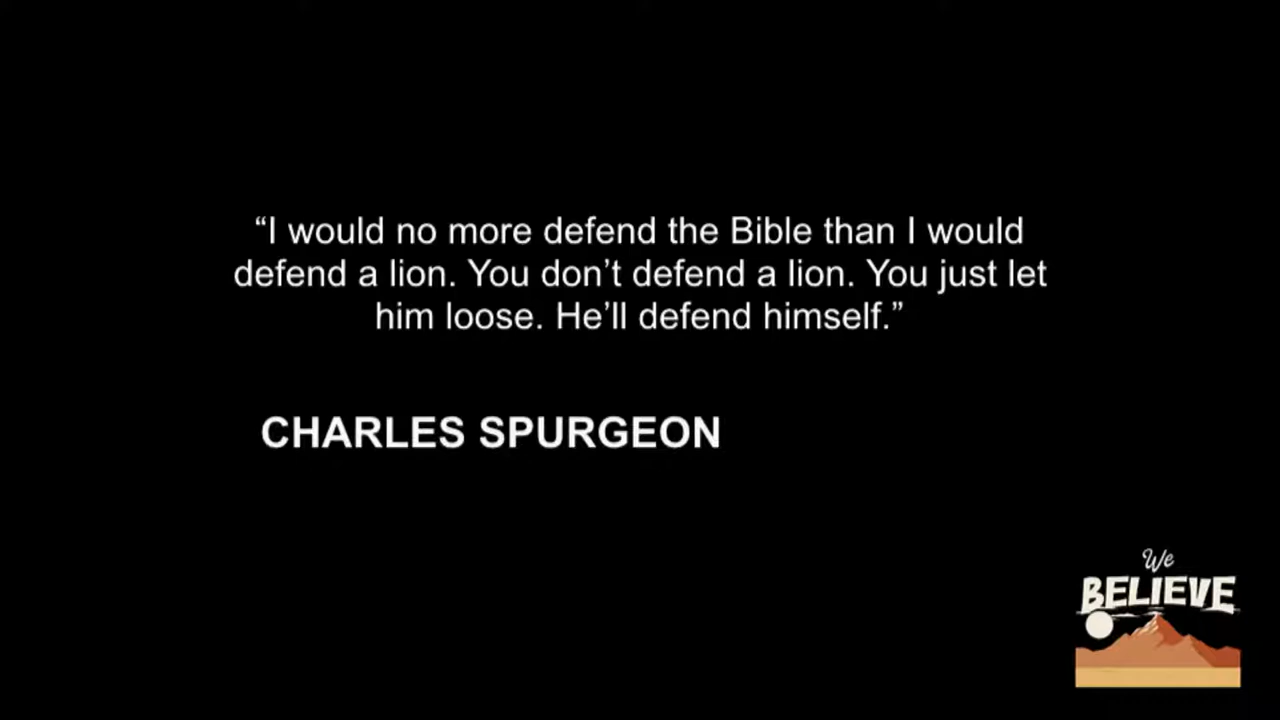 “I would no more defend the Bible than I would
defend a lion. You don’t defend a lion. You just let
him loose. He’ll defend himself.”
CHARLES SPURGEON
We
BELIEVE